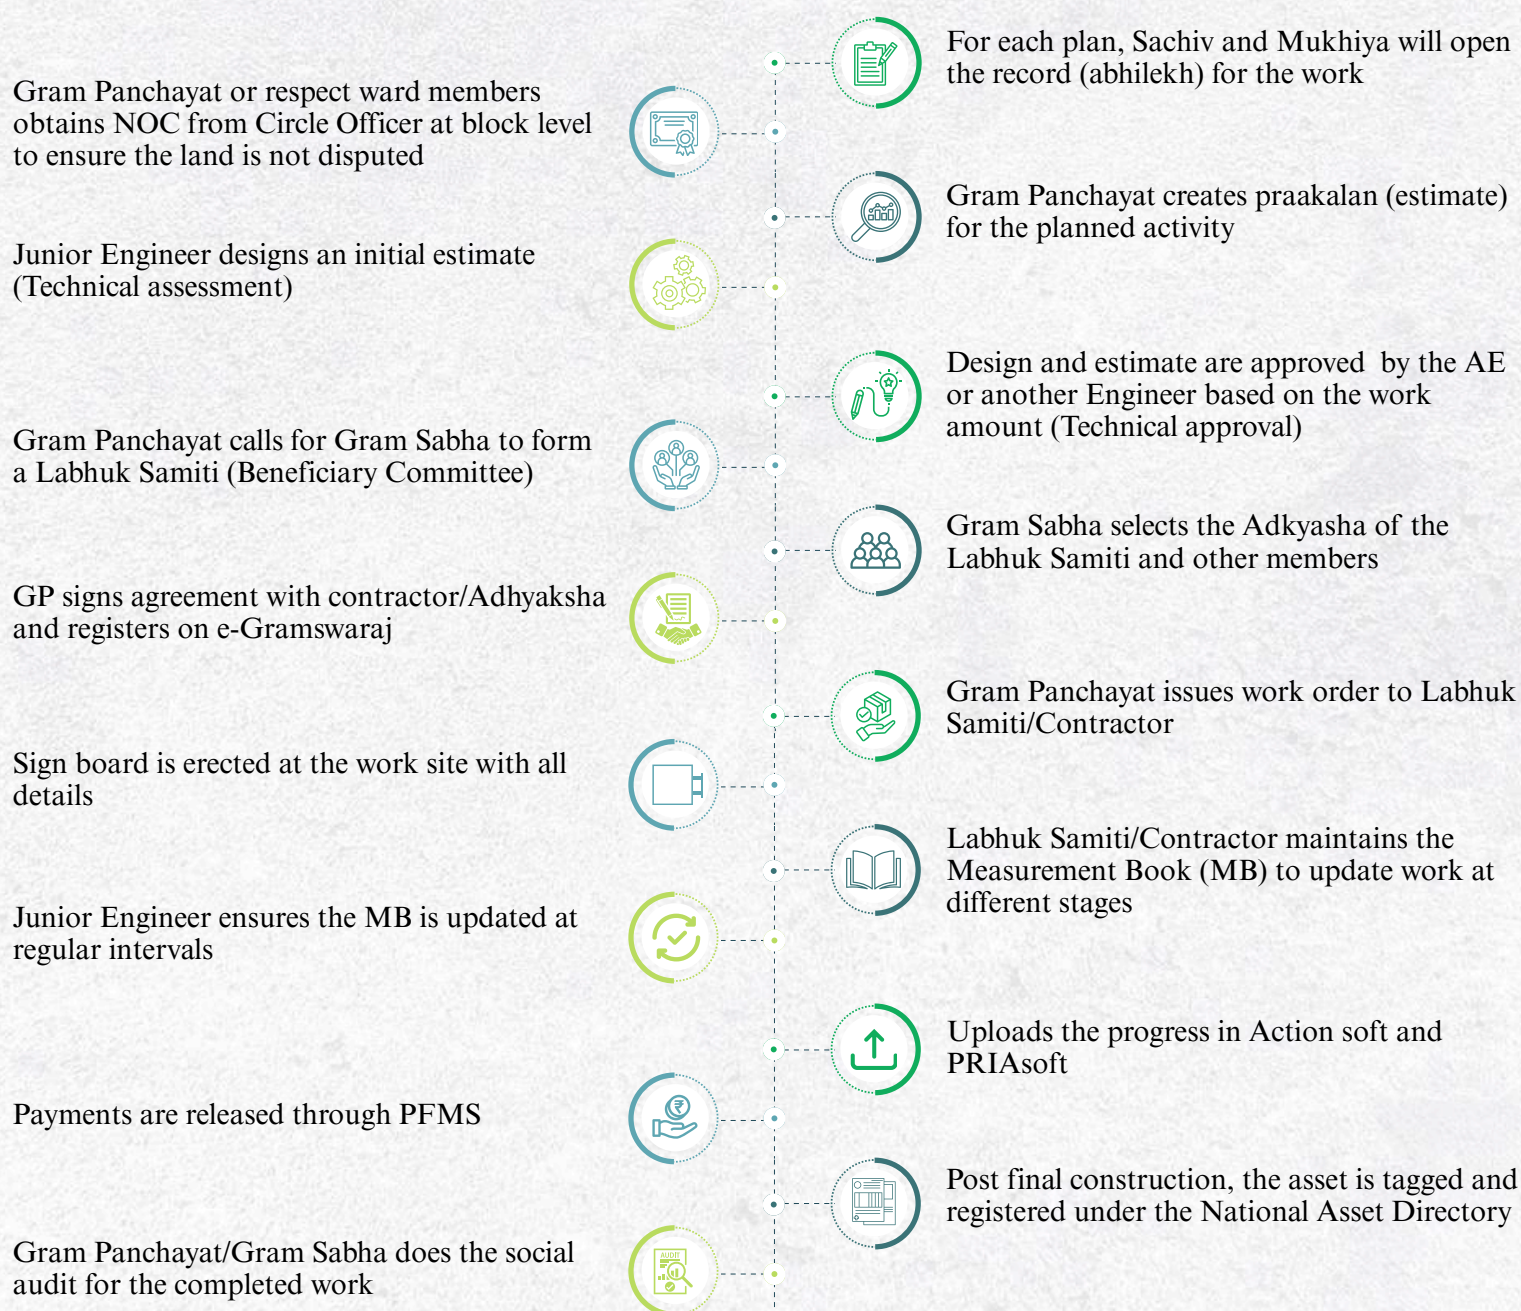 For each plan, Sachiv and Mukhiya will open
the record (abhilekh) for the work
Gram Panchayat or respect ward members
obtains NOC from Circle Officer at block level
to ensure the land is not disputed
Gram Panchayat creates praakalan (estimate)
for the planned activity
Junior Engineer designs an initial estimate
(Technical assessment)
Design and estimate are approved by the AE
or another Engineer based on the work
amount (Technical approval)
Gram Panchayat calls for Gram Sabha to form
a Labhuk Samiti (Beneficiary Committee)
Gram Sabha selects the Adkyasha of the
Labhuk Samiti and other members
GP signs agreement with contractor/Adhyaksha
and registers on e-Gramswaraj
Gram Panchayat issues work order to Labhuk
Samiti/Contractor
Sign board is erected at the work site with all
details
Labhuk Samiti/Contractor maintains the
Measurement Book (MB) to update work at
different stages
Junior Engineer ensures the MB is updated at
regular intervals
Uploads the progress in Action soft and
PRIAsoft
Payments are released through PFMS
₹
Post final construction, the asset is tagged and
registered under the National Asset Directory
Gram Panchayat/Gram Sabha does the social
audit for the completed work
AUDIT